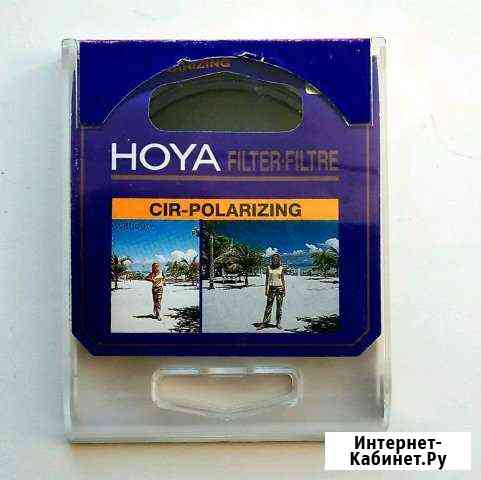 HOYA FILTER·FILTRE
CIR-POLARIZING
Интернет-
Кабинет.Ру